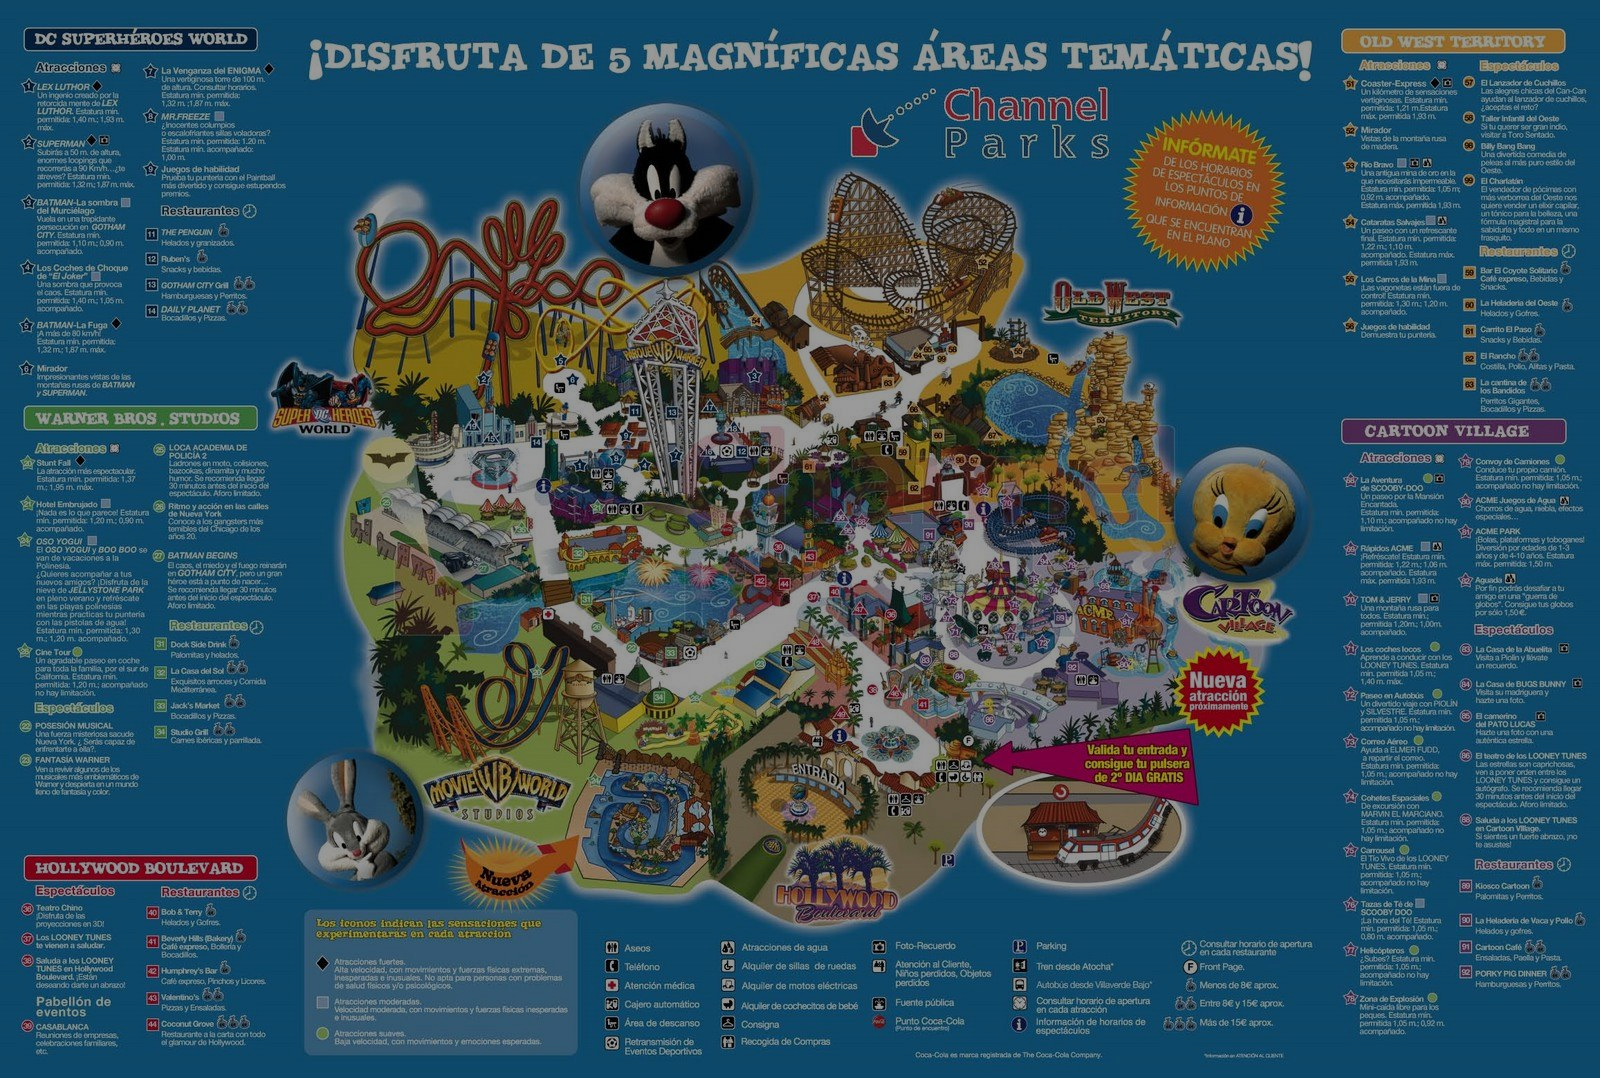 ¡DISFRUTA DE 5 MAGNÍFICAS ÁREAS TEMÁTICAS!
Channel
Parks
INFÓRMATE
DE LOS HORARIOS
DE ESPECTÁCULOS EN
LOS PUNTOS DE
INFORMACIÓN
QUE SE ENCUENTRAN
EN EL PLANO
DC SUPERHÉROES WORLD
Atracciones
LEX LUTHOR
Un ingenio creado por la
retorcida mente de LEX
LUTHOR. Estatura mín.
permitida: 1,40 m.; 1,93 m.
máx.
SUPERMAN
Subirás a 50 m. de altura,
enormes loopings que
recorrerás a 90 Km/h...¿te
atreves? Estatura mín.
permitida: 1,32 m.; 1,87 m. máx.
BATMAN-La sombra
del Murciélago
Vuela en una trepidante
persecución en GOTHAM
CITY. Estatura mín.
permitida: 1,10 m.; 0,90 m.
acompañado.
Los Coches de Choque
de "El Joker"
Una sombra que provoca
el caos. Estatura mín.
permitida: 1,40 m.; 1,05 m.
acompañado.
BATMAN-La Fuga
¡A más de 80 km/h!
Estatura mín. permitida:
1,32 m.; 1,87 m. máx.
Mirador
Impresionantes vistas de las
montañas rusas de BATMAN
y SUPERMAN.
La Venganza del ENIGMA
Una vertiginosa torre de 100 m.
de altura. Consultar horarios.
Estatura mín. permitida:
1,32 m.;1,87 m. máx.
MR.FREEZE
¿Inocentes columpios
o escalofriantes sillas voladoras?
Estatura mín. permitida: 1,20 m.
Estatura mín. acompañado:
1,00 m.
Juegos de habilidad
Prueba tu puntería con el Paintball
más divertido y consigue estupendos
premios.
Restaurantes
11 THE PENGUIN
Helados y granizados.
12 Ruben's
Snacks y bebidas.
13 GOTHAM CITY Grill
Hamburguesas y Perritos.
14 DAILY PLANET
Bocadillos y Pizzas.
WARNER BROS. STUDIOS
Atracciones
Stunt Fall
La atracción más espectacular.
Estatura mín. permitida: 1,37
m.; 1,95 m. máx.
Hotel Embrujado
¡Nada es lo que parece! Estatura
mín. permitida: 1,20 m.; 0,90 m.
acompañado.
OSO YOGUI
El OSO YOGUI y BOO BOO se
van de vacaciones a la
Polinesia.
¿Quieres acompañar a tus
nuevos amigos? ¡Disfruta de la
nieve de JELLYSTONE PARK
en pleno verano y refréscate
en las playas polinesias
mientras practicas tu puntería
con las pistolas de agua!
Estatura mín. permitida: 1,30
m.; 1,20 m. acompañado.
Cine Tour
Un agradable paseo en coche
para toda la familia, por el sur de
California. Estatura mín.
permitida: 1,20 m.; acompañado
no hay limitación.
Espectáculos
22 POSESIÓN MUSICAL
Una fuerza misteriosa sacude
Nueva York. ¿ Serás capaz de
enfrentarte a ella?.
23 FANTASÍA WARNER
Ven a revivir algunos de los
musicales más emblemáticos de
Warner y despierta en un mundo
lleno de fantasía y color.
LOCA ACADEMIA DE
POLICÍA 2
Ladrones en moto, colisiones,
bazookas, dinamita y mucho
humor. Se recomienda llegar
30 minutos antes del inicio del
espectáculo. Aforo limitado.
Ritmo y acción en las calles
de Nueva York
Conoce a los gangsters más
temibles del Chicago de los
años 20.
27 BATMAN BEGINS
El caos, el miedo y el fuego reinarán
en GOTHAM CITY, pero un gran
héroe está a punto de nacer...
Se recomienda llegar 30 minutos
antes del inicio del espectáculo.
Aforo limitado.
Restaurantes
31 Dock Side Drink
Palomitas y helados.
32 La Casa del Sol
Exquisitos arroces y Comida
Mediterránea.
33 Jack's Market
Bocadillos y Pizzas.
34 Studio Grill
Carnes ibéricas y parrillada.
HOLLYWOOD BOULEVARD
Espectáculos
36 Teatro Chino
¡Disfruta de las
proyecciones en 3D!
37 Los LOONEY TUNES
te vienen a saludar.
38 Saluda a los LOONEY
TUNES en Hollywood
Boulevard. ¡Están
deseando darte un abrazo!
Pabellón de
eventos
39 CASABLANCA
Reuniones de empresas,
celebraciones familiares,
etc.
Restaurantes
40 Bob & Terry
Helados y Gofres.
41 Beverly Hills (Bakery)
Café expreso, Bollería y
Bocadillos.
42 Humphrey's Bar
Café expreso, Pinchos y Licores.
43 Valentino's
Pizzas y Ensaladas.
44 Coconut Grove
Restaurante a la carta con todo
el glamour de Hollywood.
OLD WEST TERRITORY
Atracciones
51 Coaster-Express
Un kilómetro de sensaciones
vertiginosas. Estatura mín.
permitida: 1,21 m.Estatura
máx. permitida 1,93 m.
52 Mirador
Vistas de la montaña rusa
de madera.
53 Río Bravo
Una antigua mina de oro en la
que necesitarás impermeable.
Estatura mín. permitida: 1,05 m;
0,92 m. acompañado.
Estatura máx. permitida 1,93 m.
54 Cataratas Salvajes
Un paseo con un refrescante
final. Estatura mín. permitida:
1,22 m.; 1,10 m.
acompañado. Estatura máx.
permitida 1,93 m.
Los Carros de la Mina
¡Las vagonetas están fuera de
control! Estatura mín.
permitida: 1,30 m.; 1,20 m.
acompañado.
56 Juegos de habilidad
Demuestra tu puntería.
Espectáculos
57 El Lanzador de Cuchillos
Las alegres chicas del Can-Can
ayudan al lanzador de cuchillos,
¿aceptas el reto?
58 Taller Infantil del Oeste
Si tu querer ser gran indio,
visitar a Toro Sentado.
Billy Bang Bang
Una divertida comedia de
peleas al más puro estilo del
Oeste.
El Charlatán
El vendedor de pócimas con
más verborrea del Oeste nos
quiere vender un elixir capilar,
un tónico para la belleza, una
fórmula magistral para la
sabiduría y todo en un mismo
frasquito.
Restaurantes
59 Bar El Coyote Solitario
Café expreso, Bebidas y
Snacks.
60 La Heladería del Oeste
Helados y Gofres.
61 Carrito El Paso
Snacks y Bebidas.
62 El Rancho
Costilla, Pollo, Alitas y Pasta.
63 La cantina de
los Bandidos
Perritos Gigantes,
Bocadillos y Pizzas.
CARTOON VILLAGE
Atracciones
La Aventura
de SCOOBY-DOO
Un paseo por la Mansión
Encantada.
Estatura mín. permitida:
1,10 m.; acompañado no hay
limitación.
Rápidos ACME
¡Refréscate! Estatura mín.
permitida: 1,22 m.; 1,06 m.
acompañado. Estatura
máx. permitida 1,93 m.
70 TOM & JERRY
Una montaña rusa para
todos. Estatura mín.;
permitida 1,20m.; 1,00m.
acompañado.
71 Los coches locos
Aprende a conducir con los
LOONEY TUNES. Estatura
mín. permitida 1,05 m.;
1,40 m. máx.
72 Paseo en Autobús
Un divertido viaje con PIOLÍN
y SILVESTRE. Estatura mín.
permitida: 1,05 m.;
acompañado no hay limitación.
73 Correo Aéreo
Ayuda a ELMER FUDD,
a repartir el correo.
Estatura mín. permitida:
1,05 m.; acompañado no hay
limitación.
74 Cohetes Espaciales
De excursión con
MARVIN EL MARCIANO.
Estatura mín. permitida:
1,05 m.; acompañado no
hay limitación.
75 Carrousel
El Tío Vivo de los LOONEY
TUNES. Estatura mín.
permitida: 1,05 m.;
acompañado no hay
limitación.
76 Tazas de Té de
SCOOBY DOO
¡La hora del Té! Estatura
mín. permitida: 1,05 m.;
0,80 m. acompañado.
77 Helicópteros
¿Subes? Estatura mín.
permitida: 1,05 m.;
acompañado no hay
limitación.
78 Zona de Explosión
Mini-caída libre para los
peques. Estatura mín.
permitida 1,05 m.; 0,92 m.
acompañado.
Convoy de Camiones
Conduce tu propio camión.
Estatura mín. permitida: 1,05 m.;
acompañado no hay limitación.
ACME Juegos de Agua
Chorros de agua, niebla, efectos
especiales...
ACME PARK
¡Bolas, plataformas y toboganes!
Diversión por edades de 1-3
años y de 4-10 años. Estatura
máx. permitida: 1,50 m.
Aguada
Por fin podrás desafiar a tu
amigo en una "guerra de
globos". Consigue tus globos
por sólo 1,50€.
Espectáculos
83 La Casa de la Abuelita
Visita a Piolín y llévate
un recuerdo.
84 La Casa de BUGS BUNNY
Visita su madriguera y
hazte una foto.
85 El camerino
del PATO LUCAS
Hazte una foto con una
auténtica estrella.
86 El teatro de los LOONEY TUNES
Las estrellas son caprichosas,
ven a poner orden entre los
LOONEY TUNES y consigue un
autógrafo. Se recomienda llegar
30 minutos antes del inicio del
espectáculo. Aforo limitado.
88 Saluda a los LOONEY TUNES
en Cartoon Village.
Si sientes un fuerte abrazo, ¡no
te asustes!
Restaurantes
89 Kiosco Cartoon
Palomitas y Perritos.
90 La Heladería de Vaca y Pollo
Helados y gofres.
91 Cartoon Café
Ensaladas, Paella y Pasta.
92 PORKY PIG DINNER
Hamburguesas y Perritos.
SUPER DC HEROES
WORLD
PARQUE WB WARNER
OLD WEST
TERRITORY
CARTOON
VILLAGE
ACME
Nueva
atracción
próximamente
Valida tu entrada y
consigue tu pulsera
de 2º DIA GRATIS
MOVIE WB WORLD
STUDIOS
Nueva
Atracción
ENTRADA
HOLLYWOOD
Boulevard
Los iconos indican las sensaciones que
experimentarás en cada atracción
Atracciones fuertes.
Alta velocidad, con movimientos y fuerzas físicas extremas,
inesperadas e inusuales. No apta para personas con problemas
de salud físicos y/o psicológicos.
Atracciones moderadas.
Velocidad moderada, con movimientos y fuerzas físicas inesperadas
e inusuales.
Atracciones suaves.
Baja velocidad, con movimientos y emociones esperadas.
Aseos
Teléfono
Atención médica
Cajero automático
Área de descanso
Retransmisión de
Eventos Deportivos
Atracciones de agua
Alquiler de sillas de ruedas
Alquiler de motos eléctricas
Alquiler de cochecitos de bebé
Consigna
Recogida de Compras
Foto-Recuerdo
Atención al Cliente,
Niños perdidos, Objetos
perdidos
Fuente pública
Punto Coca-Cola
(Punto de encuentro)
Parking
Tren desde Atocha*
Autobús desde Villaverde Bajo*
Consultar horario de apertura
en cada atracción
Información de horarios de
espectáculos
Consultar horario de apertura
en cada restaurante
Front Page.
Menos de 8€ aprox.
Entre 8€ y 15€ aprox.
Más de 15€ aprox.
Coca-Cola es marca registrada de The Coca-Cola Company.
*Información en ATENCIÓN AL CLIENTE